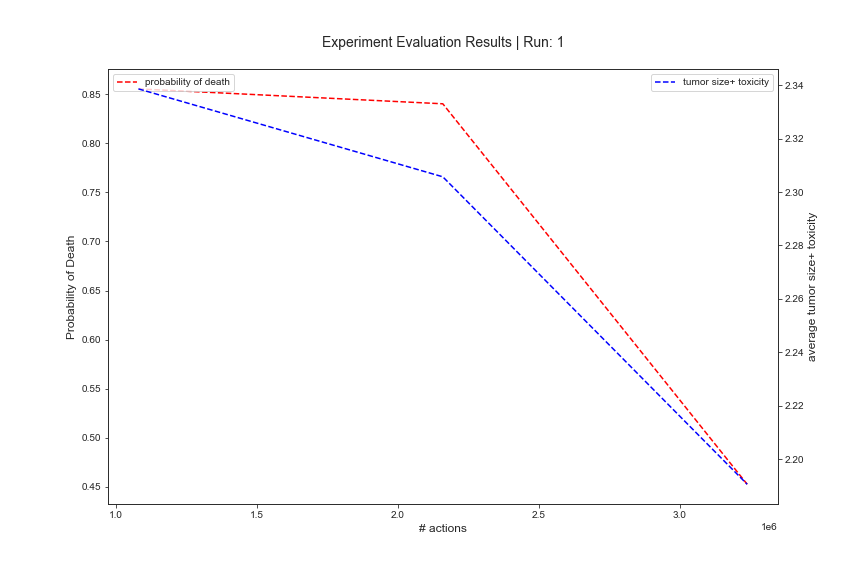 Experiment Evaluation Results | Run: 1
probability of death
tumor size+ toxicity
0.85
0.80
0.75
0.70
0.65
0.60
0.55
0.50
0.45
Probability of Death
2.34
2.32
2.30
2.28
2.26
2.24
2.22
2.20
average tumor size+ toxicity
1.0 1.5 2.0 2.5 3.0
1e6
# actions